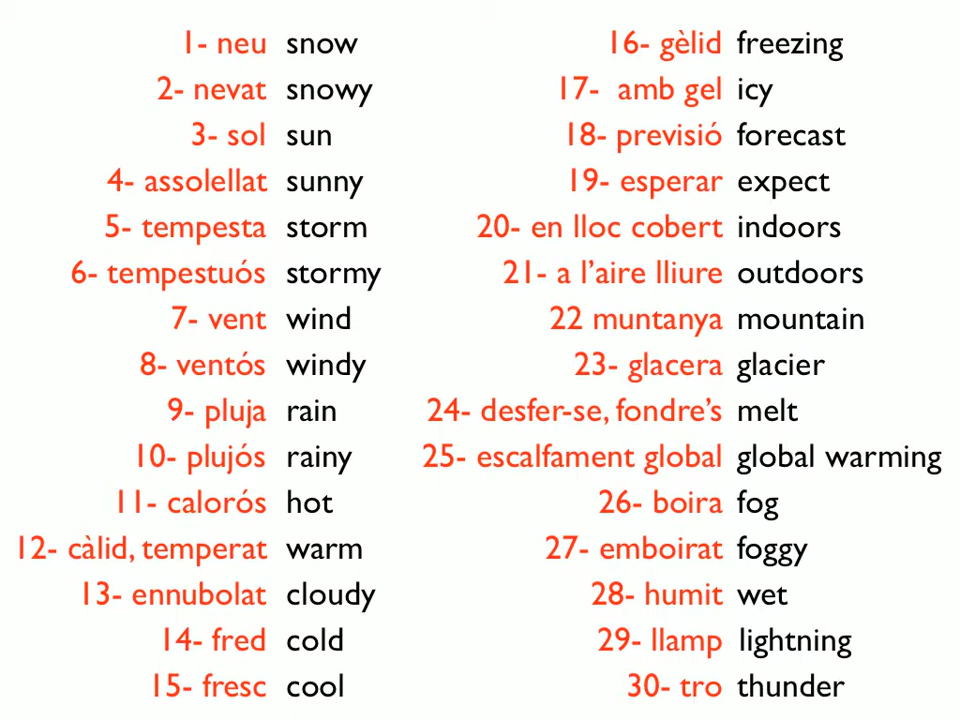 1- neu snow
2- nevat snowy
3- sol sun
4- assolellat sunny
5- tempesta storm
6- tempestuós stormy
7- vent wind
8- ventós windy
9- pluja rain
10- plujós rainy
11- calorós hot
12- càlid, temperat warm
13- ennubolat cloudy
14- fred cold
15- fresc cool
16- gèlid freezing
17- amb gel icy
18- previsió forecast
19- esperar expect
20- en lloc cobert indoors
21- a l’aire lliure outdoors
22 muntanya mountain
23- glacera glacier
24- desfer-se, fondre’s melt
25- escalfament global global warming
26- boira fog
27- emboirat foggy
28- humit wet
29- llamp lightning
30- tro thunder